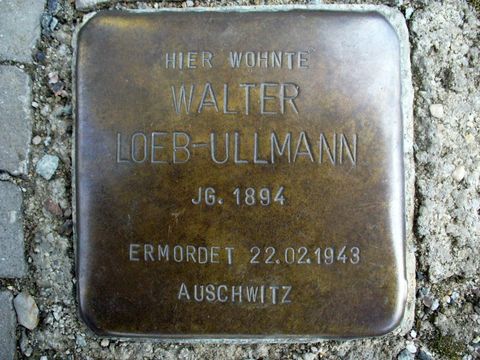 HIER WOHNTE
WALTER
LOEB-ULLMANN
JG. 1894
ERMORDET 22.02.1943
AUSCHWITZ